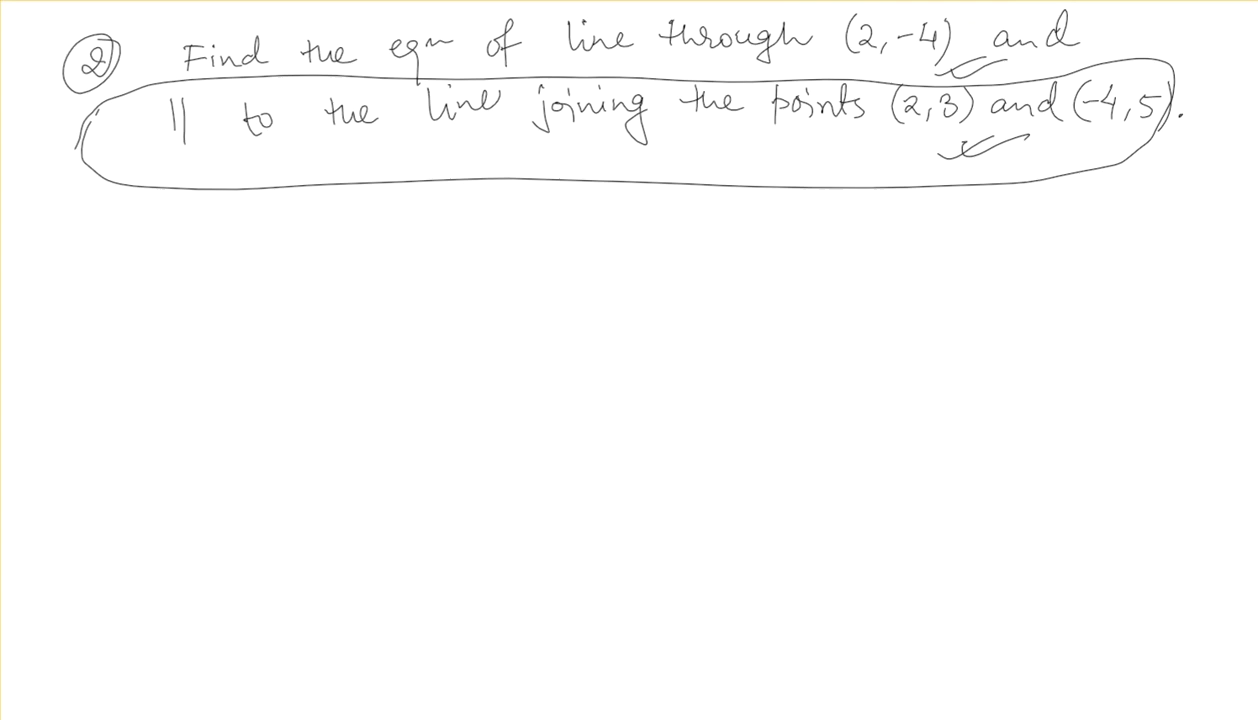 ② Find the eqn of line through (2,-4) and
|| to the line joining the points (2,3) and (-4,5).